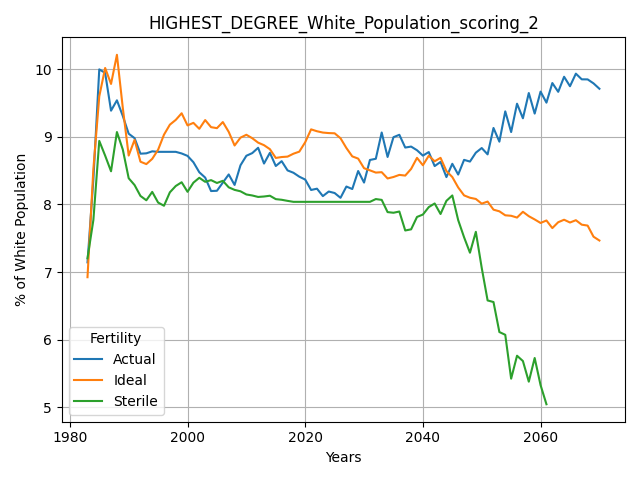 HIGHEST_DEGREE_White_Population_scoring_2
% of White Population
10
9
8
7
6
5
Fertility
Actual
Ideal
Sterile
1980 2000 2020 2040 2060
Years